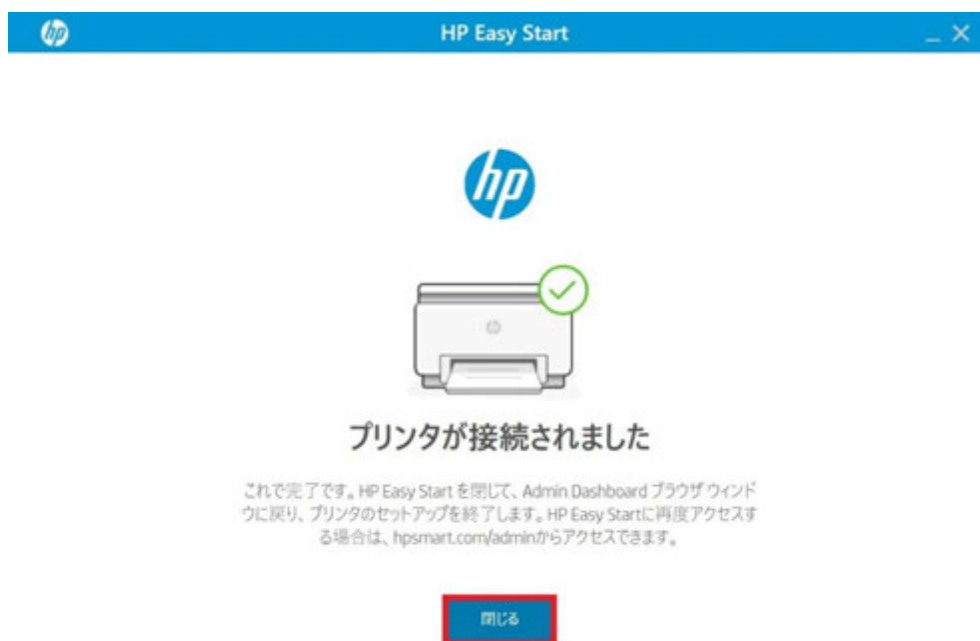 hp HP Easy Start
hp
プリンタが接続されました
これで完了です。HP Easy Start を閉じて、Admin Dashboard ブラウザ ウィンド
ウに戻り、プリンタのセットアップを終了します。HP Easy Startに再度アクセスす
る場合は、hpsmart.com/adminからアクセスできます。
閉じる